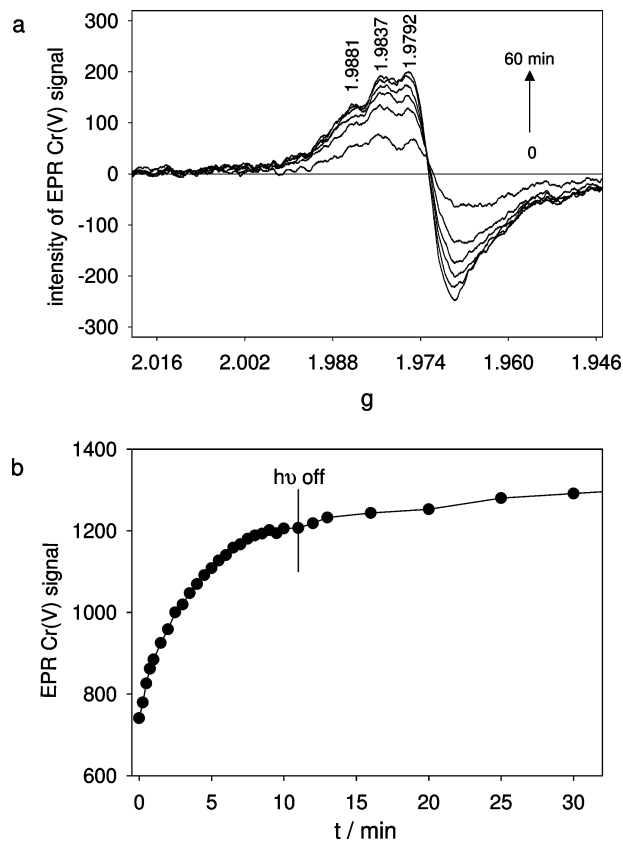 a
300
200
100
0
-100
-200
-300
intensity of EPR Cr(V) signal
1.9881
1.9837
1.9792
60 min
0
2.016 2.002 1.988 1.974 1.960 1.946
g
b
1400
1200
1000
800
600
EPR Cr(V) signal
hυ off
0 5 10 15 20 25 30
t / min